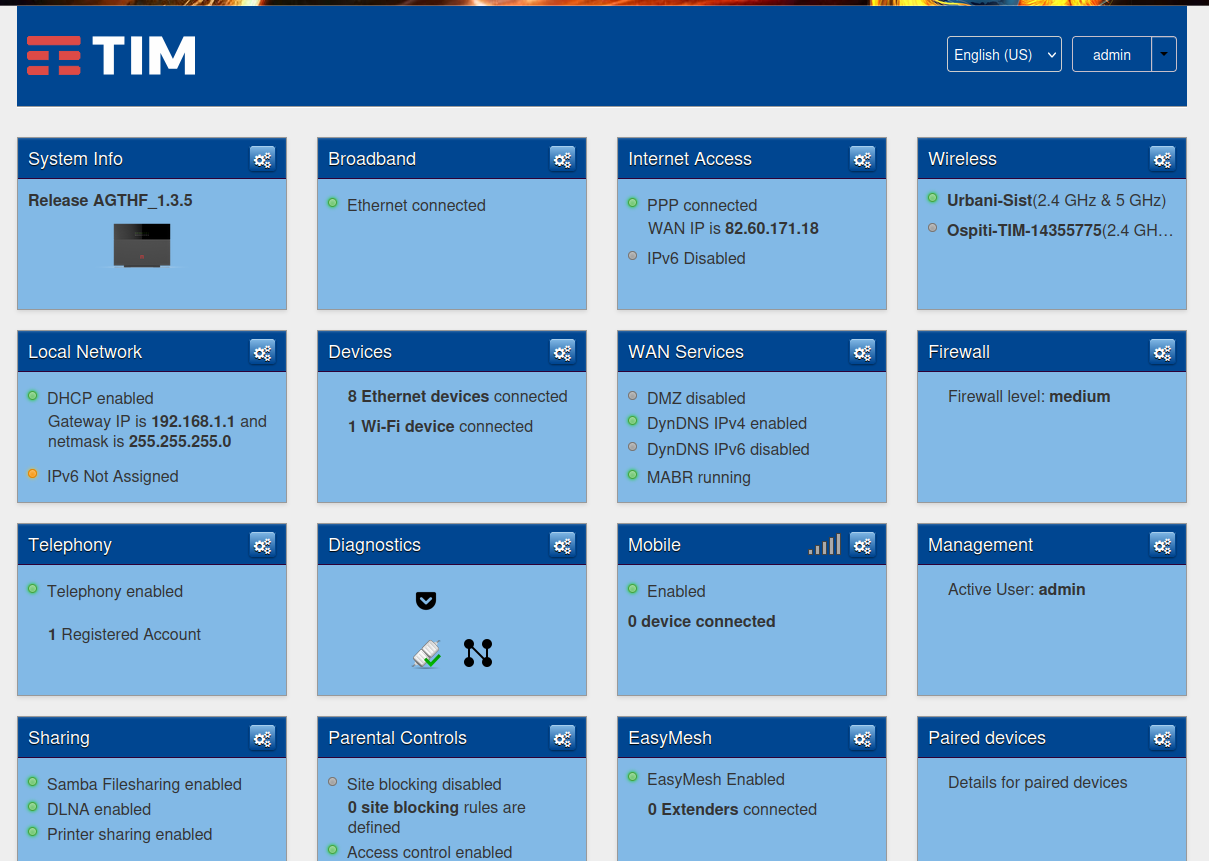 TIM
English (US)
admin
System Info
Release AGTHF_1.3.5
Broadband
Ethernet connected
Internet Access
PPP connected
WAN IP is 82.60.171.18
IPv6 Disabled
Wireless
Urbani-Sist(2.4 GHz & 5 GHz)
Ospiti-TIM-14355775(2.4 GH…
Local Network
DHCP enabled
Gateway IP is 192.168.1.1 and
netmask is 255.255.255.0
IPv6 Not Assigned
Devices
8 Ethernet devices connected
1 Wi-Fi device connected
WAN Services
DMZ disabled
DynDNS IPv4 enabled
DynDNS IPv6 disabled
MABR running
Firewall
Firewall level: medium
Telephony
Telephony enabled
1 Registered Account
Diagnostics
Mobile
Enabled
0 device connected
Management
Active User: admin
Sharing
Samba Filesharing enabled
DLNA enabled
Printer sharing enabled
Parental Controls
Site blocking disabled
0 site blocking rules are
defined
Access control enabled
EasyMesh
EasyMesh Enabled
0 Extenders connected
Paired devices
Details for paired devices